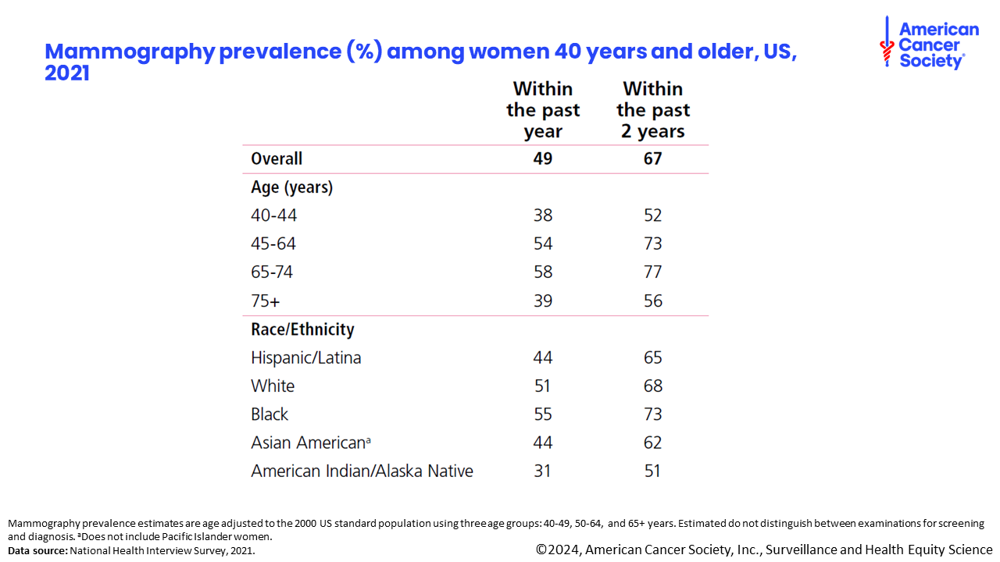 Mammography prevalence (%) among women 40 years and older, US,
2021
American
Cancer
Society®
Within the past year Within the past 2 years
Overall 49 67
Age (years)
40-44 38 52
45-64 54 73
65-74 58 77
75+ 39 56
Race/Ethnicity
Hispanic/Latina 44 65
White 51 68
Black 55 73
Asian Americanᵃ 44 62
American Indian/Alaska Native 31 51
Mammography prevalence estimates are age adjusted to the 2000 US standard population using three age groups: 40-49, 50-64, and 65+ years. Estimated do not distinguish between examinations for screening
and diagnosis. ᵃDoes not include Pacific Islander women.
Data source: National Health Interview Survey, 2021.
©2024, American Cancer Society, Inc., Surveillance and Health Equity Science